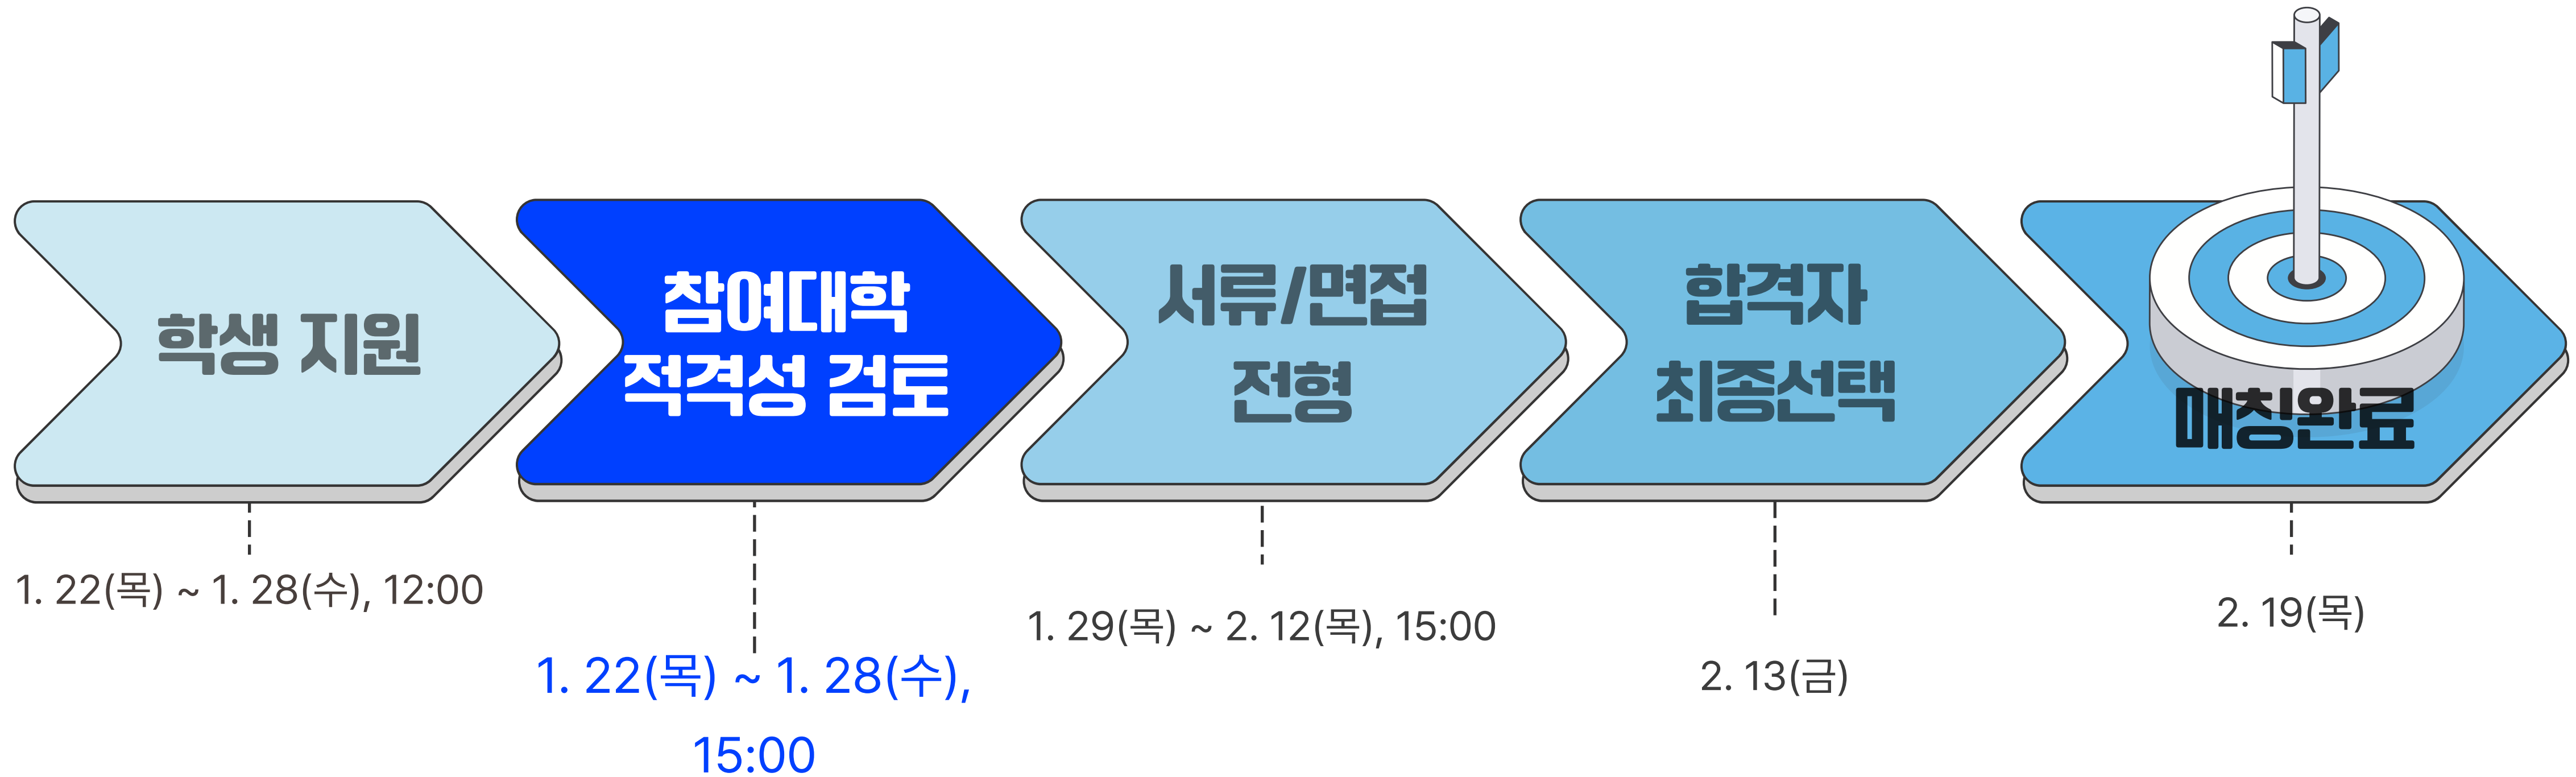 학생 지원
참여대학
적격성 검토
서류/면접
전형
합격자
최종선택
매칭완료
1. 22(목) ~ 1. 28(수), 12:00
1. 22(목) ~ 1. 28(수),
15:00
1. 29(목) ~ 2. 12(목), 15:00
2. 13(금)
2. 19(목)